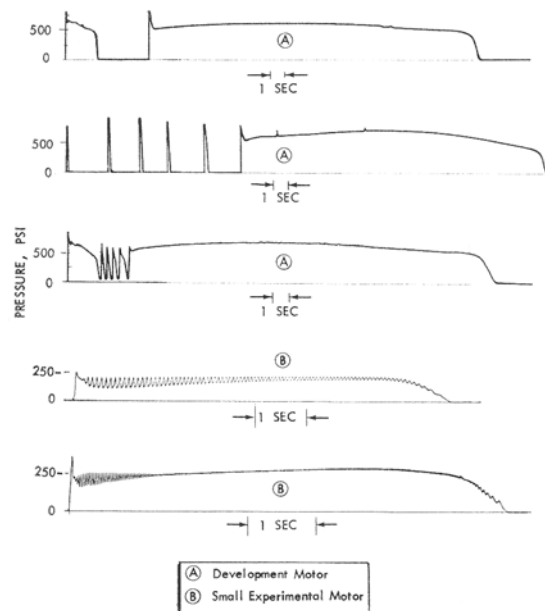 500
0
Ⓐ
1 SEC
500
0
Ⓐ
1 SEC
PRESSURE, PSI
500
0
Ⓐ
1 SEC
Ⓑ
250
0
1 SEC
250
Ⓑ
0
1 SEC
Ⓐ Development Motor
Ⓑ Small Experimental Motor